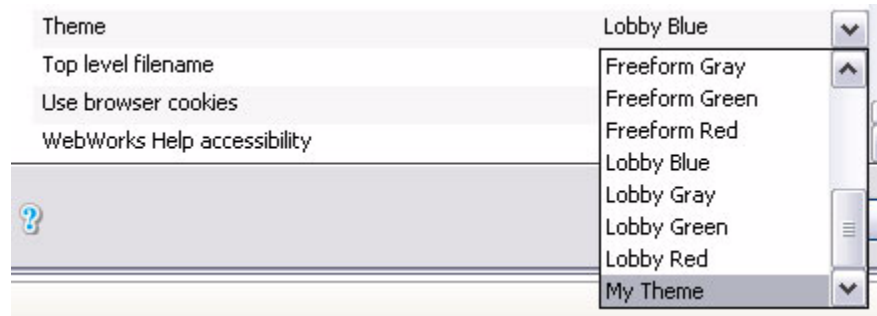 Theme Lobby Blue
Top level filename
Use browser cookies
WebWorks Help accessibility
Freeform Gray
Freeform Green
Freeform Red
Lobby Blue
Lobby Gray
Lobby Green
Lobby Red
My Theme
?